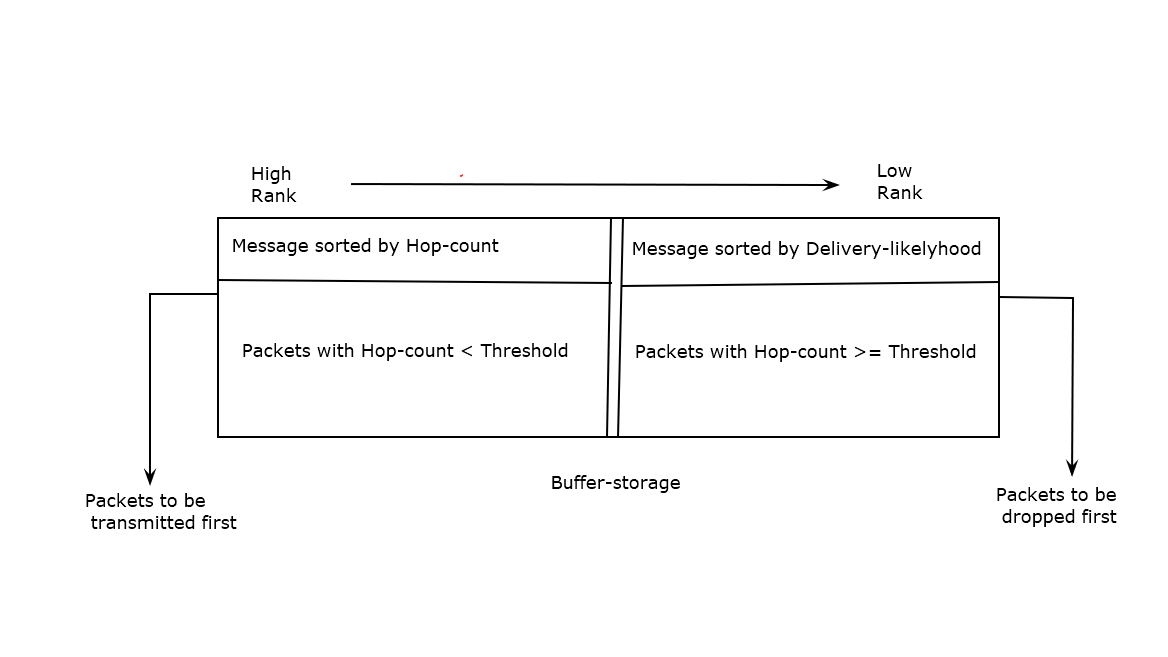 High
Rank
Low
Rank
Message sorted by Hop-count
Message sorted by Delivery-likelyhood
Packets with Hop-count < Threshold
Packets with Hop-count >= Threshold
Buffer-storage
Packets to be
transmitted first
Packets to be
dropped first